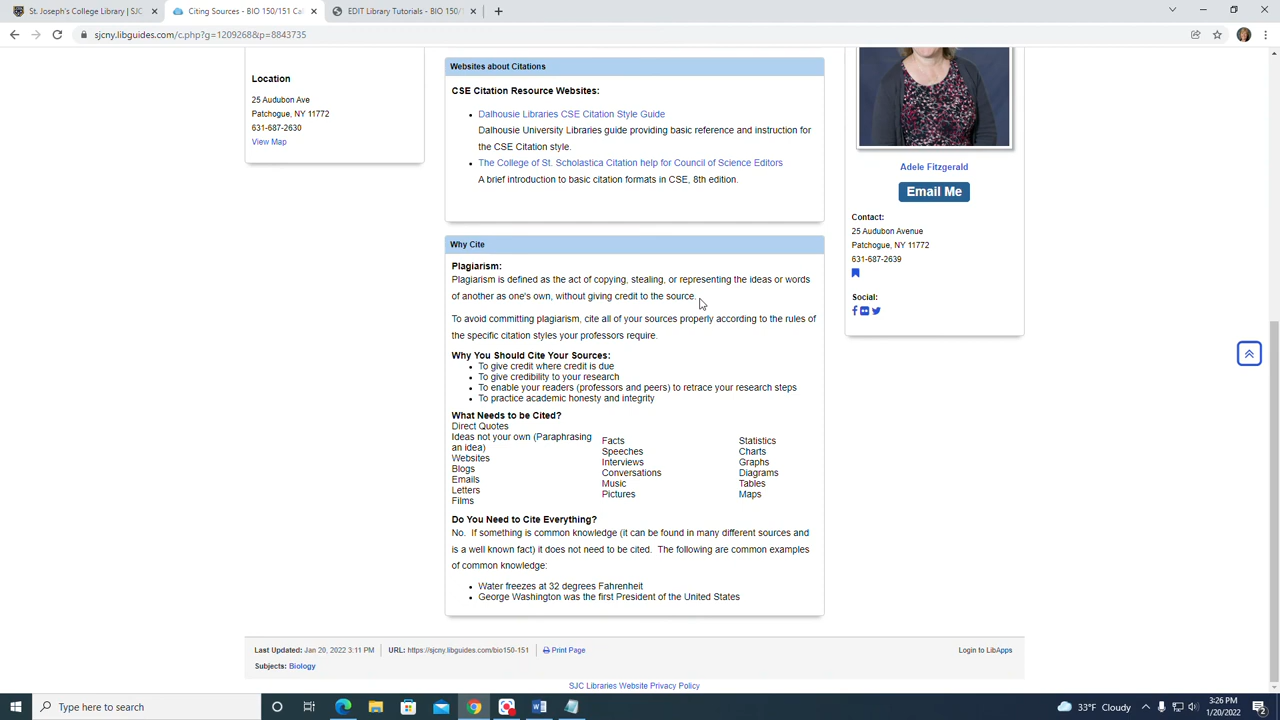 St. Joseph's College Library | SJC
Citing Sources - BIO 150/151 Ca
EDIT Library Tutorials - BIO 150/1
sjcny.libguides.com/c.php?g=1209268&p=8843735
Location
25 Audubon Ave
Patchogue, NY 11772
631-687-2630
View Map
Websites about Citations
CSE Citation Resource Websites:
Dalhousie Libraries CSE Citation Style Guide
Dalhousie University Libraries guide providing basic reference and instruction for
the CSE Citation style.
The College of St. Scholastica Citation help for Council of Science Editors
A brief introduction to basic citation formats in CSE, 8th edition.
Why Cite
Plagiarism:
Plagiarism is defined as the act of copying, stealing, or representing the ideas or words
of another as one's own, without giving credit to the source.
To avoid committing plagiarism, cite all of your sources properly according to the rules of
the specific citation styles your professors require.
Why You Should Cite Your Sources:
To give credit where credit is due
To give credibility to your research
To enable your readers (professors and peers) to retrace your research steps
To practice academic honesty and integrity
What Needs to be Cited?
Direct Quotes
Ideas not your own (Paraphrasing
an idea)
Websites
Blogs
Emails
Letters
Films
Facts
Speeches
Interviews
Conversations
Music
Pictures
Statistics
Charts
Graphs
Diagrams
Tables
Maps
Do You Need to Cite Everything?
No. If something is common knowledge (it can be found in many different sources and
is a well known fact) it does not need to be cited. The following are common examples
of common knowledge:
Water freezes at 32 degrees Fahrenheit
George Washington was the first President of the United States
Adele Fitzgerald
Email Me
Contact:
25 Audubon Avenue
Patchogue, NY 11772
631-687-2639
Social:
Last Updated: Jan 20, 2022 3:11 PM
URL: https://sjcny.libguides.com/bio150-151
Print Page
Login to LibApps
Subjects: Biology
SJC Libraries Website Privacy Policy
Type here to search
33°F Cloudy
3:26 PM
1/20/2022
2